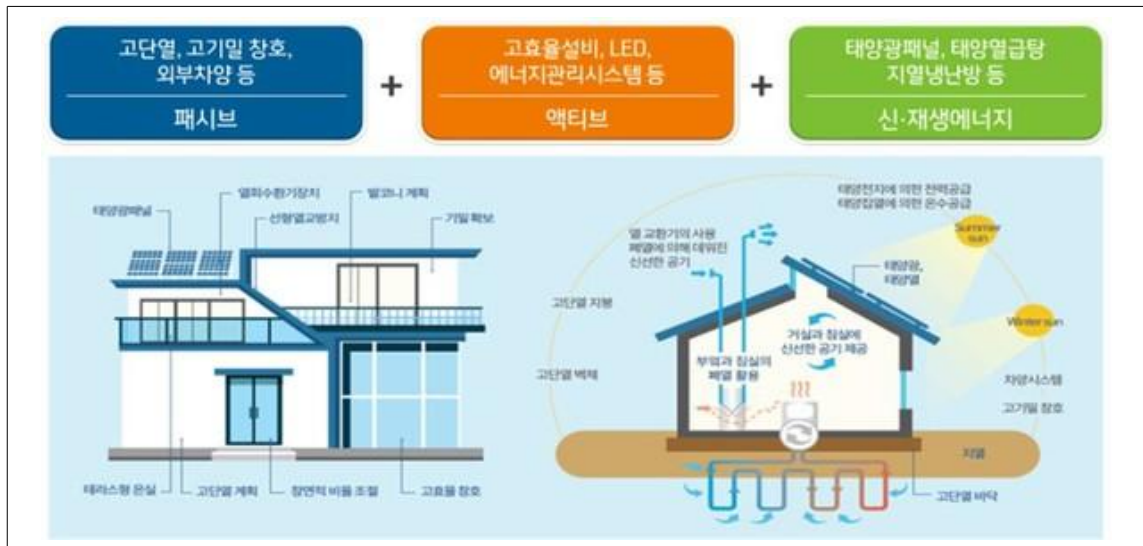 고단열, 고기밀 창호,
외부차양 등
패시브
+
고효율설비, LED,
에너지관리시스템 등
액티브
+
태양광패널, 태양열급탕
지열냉난방 등
신·재생에너지
열회수환기장치
발코니 계획
태양광패널
선형열교방지
기밀 확보
테라스형 온실
고단열 계획
창면적 비율 조절
고효율 창호
태양전지에 의한 전력공급
태양집열에 의한 온수공급
열 교환기의 사용
폐열에 의해 데워진
신선한 공기
Summer
sun
태양광,
태양열
고단열 지붕
Winter sun
거실과 침실에
신선한 공기 제공
부엌과 침실의
폐열 활용
고단열 벽체
차양시스템
고기밀 창호
지열
고단열 바닥